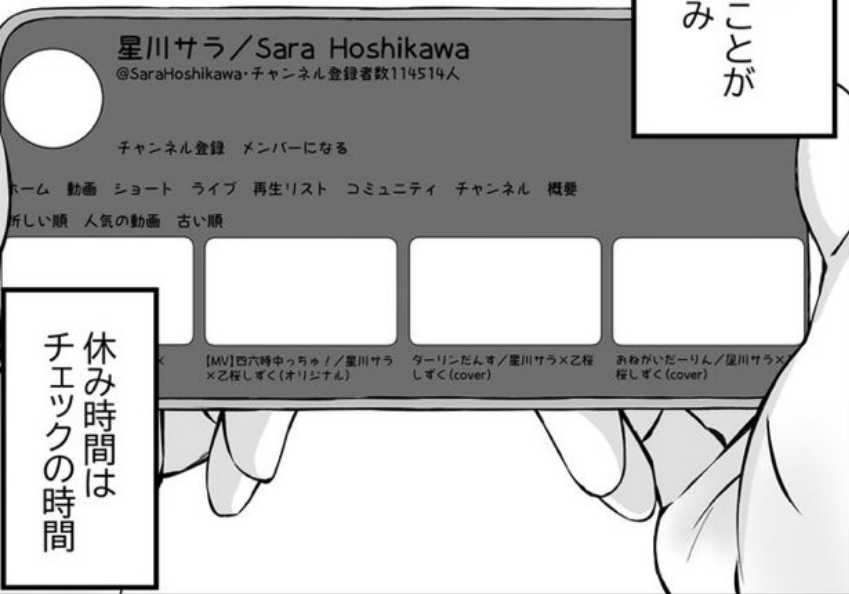 ことが
み
星川サラ/Sara Hoshikawa
@SaraHoshikawa・チャンネル登録者数114514人
チャンネル登録 メンバーになる
ホーム 動画 ショート ライブ 再生リスト コミュニティ チャンネル 概要
新しい順 人気の動画 古い順
×
【MV】四六時中っちゅ!/星川サラ
×乙桜しずく(オリジナル)
ダーリンだんす/星川サラ×乙桜
しずく(cover)
おねがいだーりん/星川サラ×乙
桜しずく(cover)
休み時間は
チェックの時間